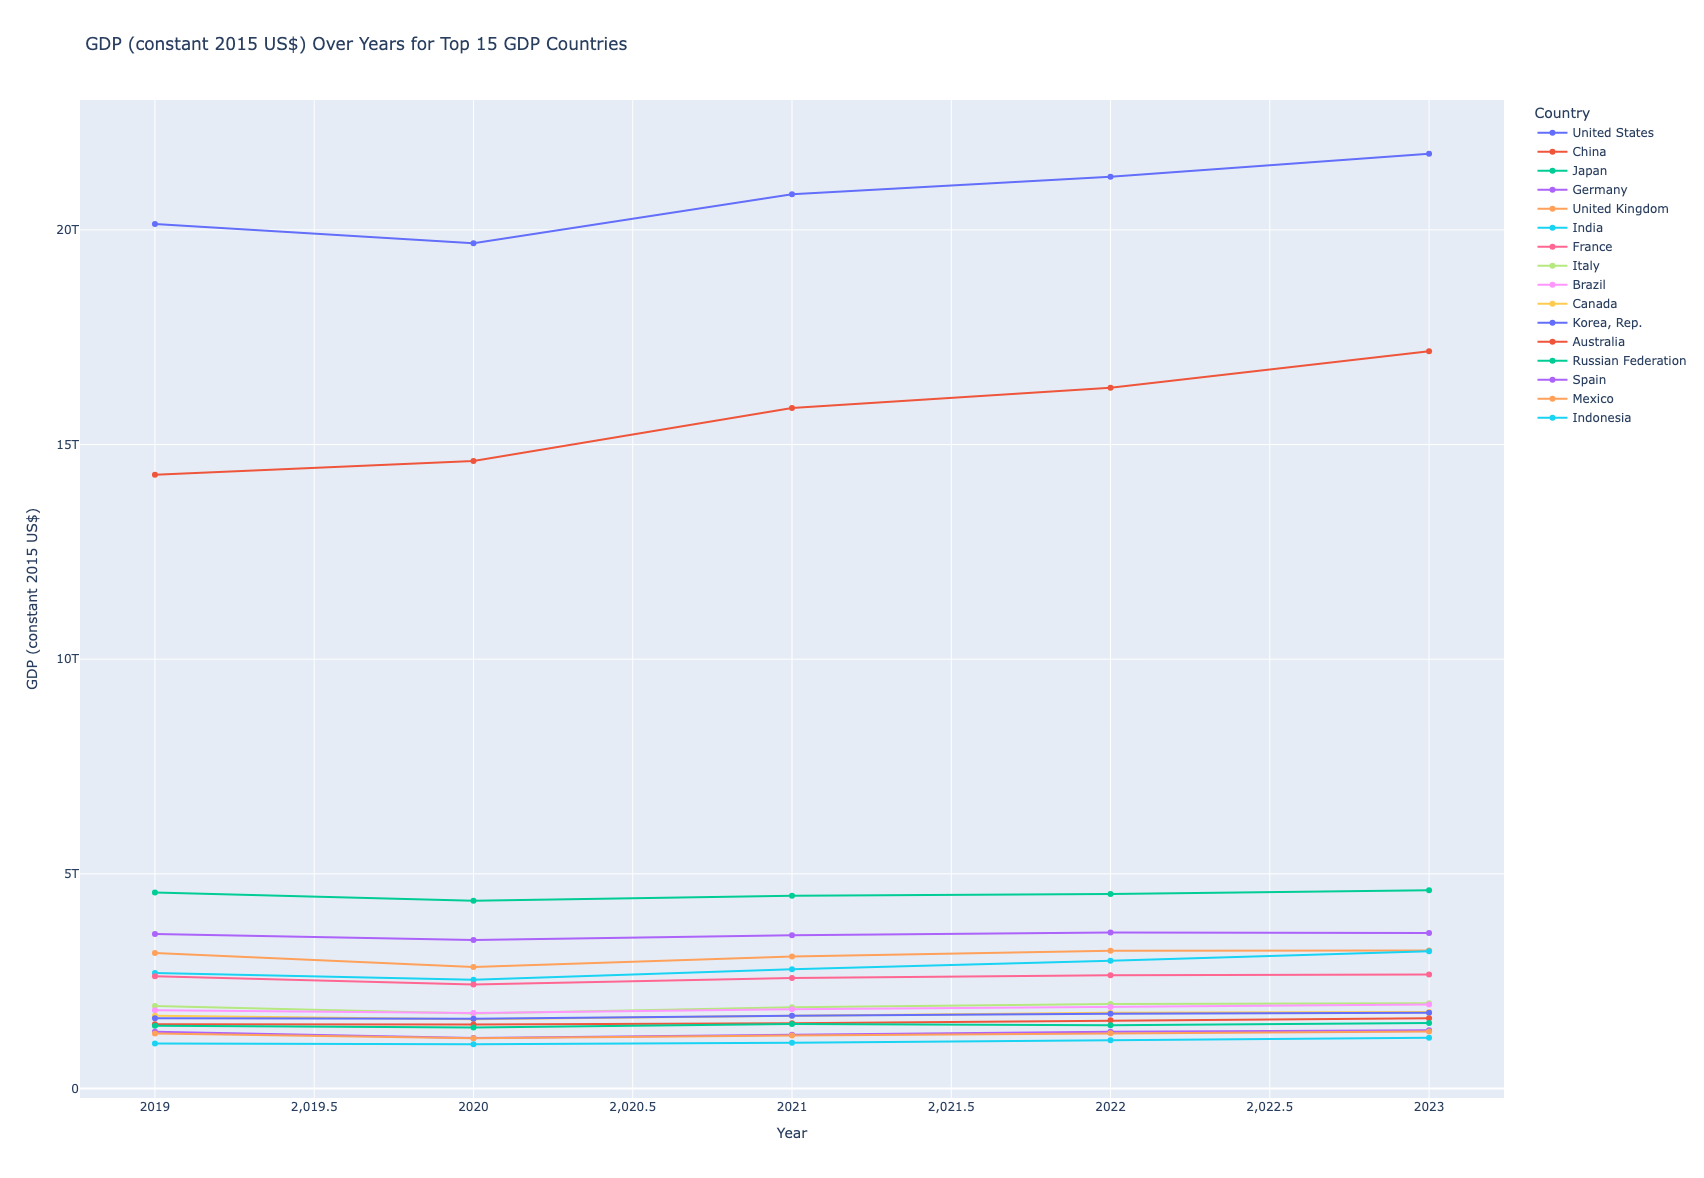 GDP (constant 2015 US$) Over Years for Top 15 GDP Countries
Country
United States
China
Japan
Germany
United Kingdom
India
France
Italy
Brazil
Canada
Korea, Rep.
Australia
Russian Federation
Spain
Mexico
Indonesia
GDP (constant 2015 US$)
20T
15T
10T
5T
0
2019 2,019.5 2020 2,020.5 2021 2,021.5 2022 2,022.5 2023
Year